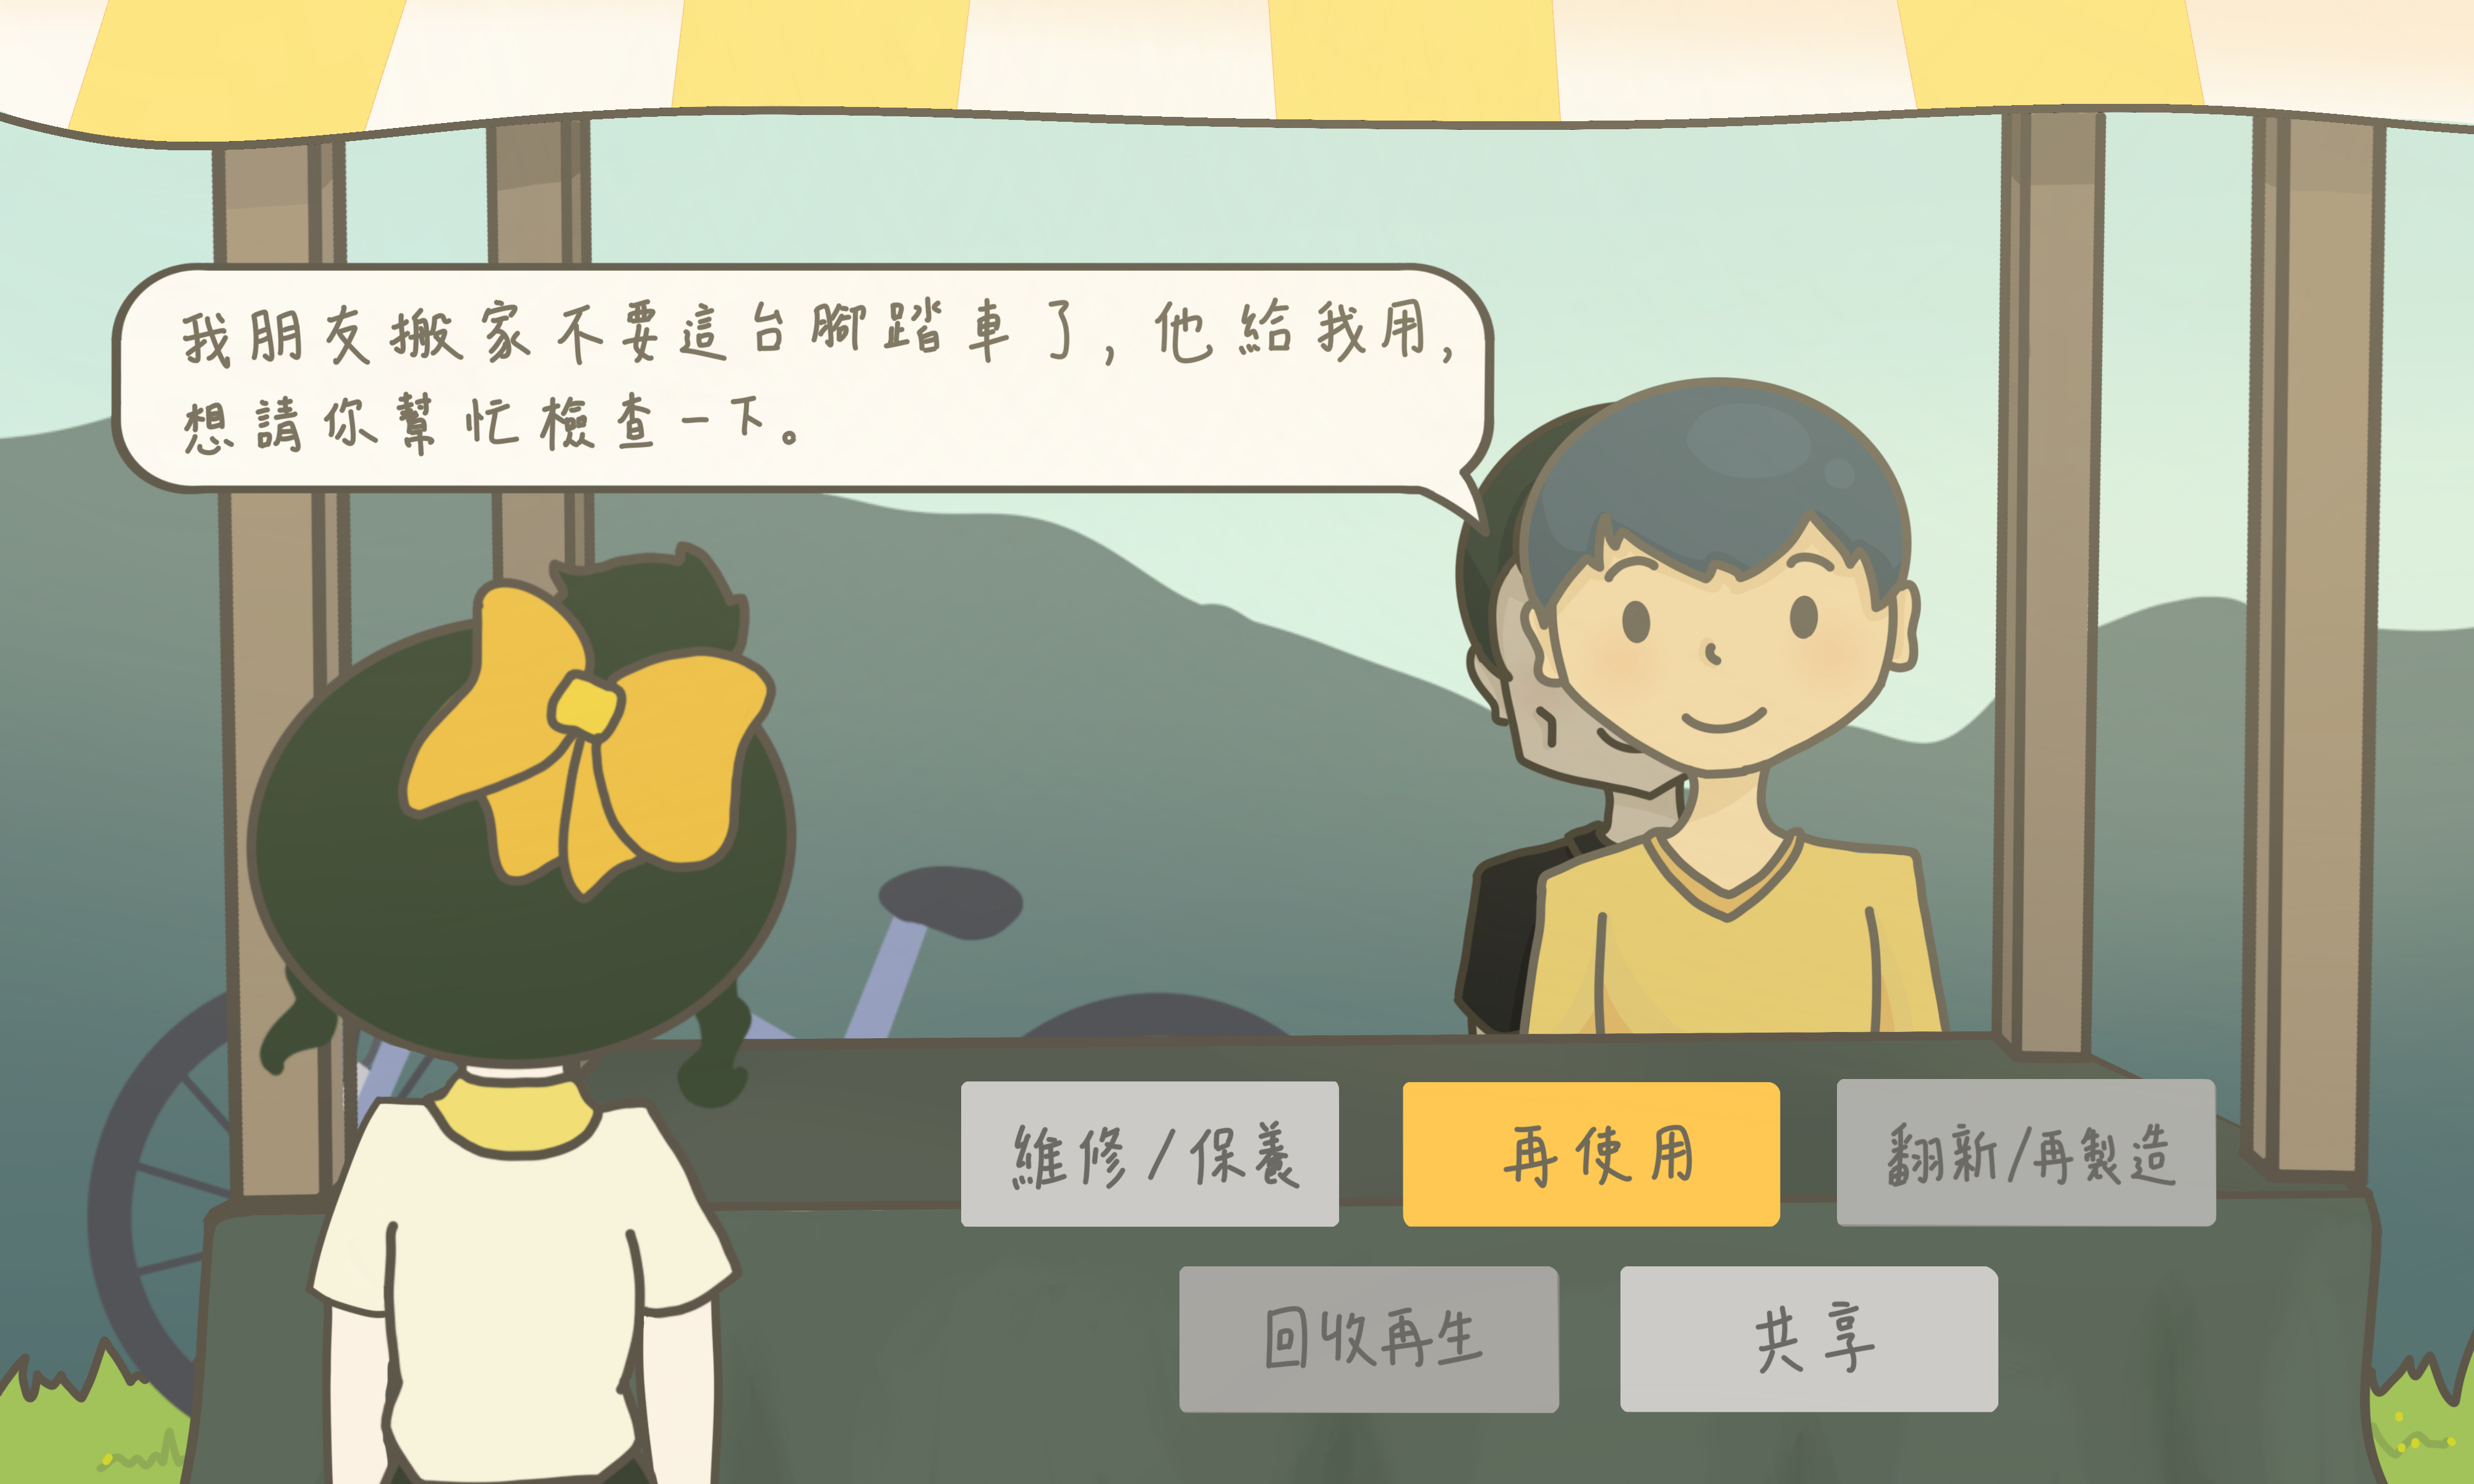 我朋友搬家不要這台腳踏車了，他給我用，
想請你幫忙檢查一下。
維修/保養
再使用
翻新/再製造
回收再生
共享